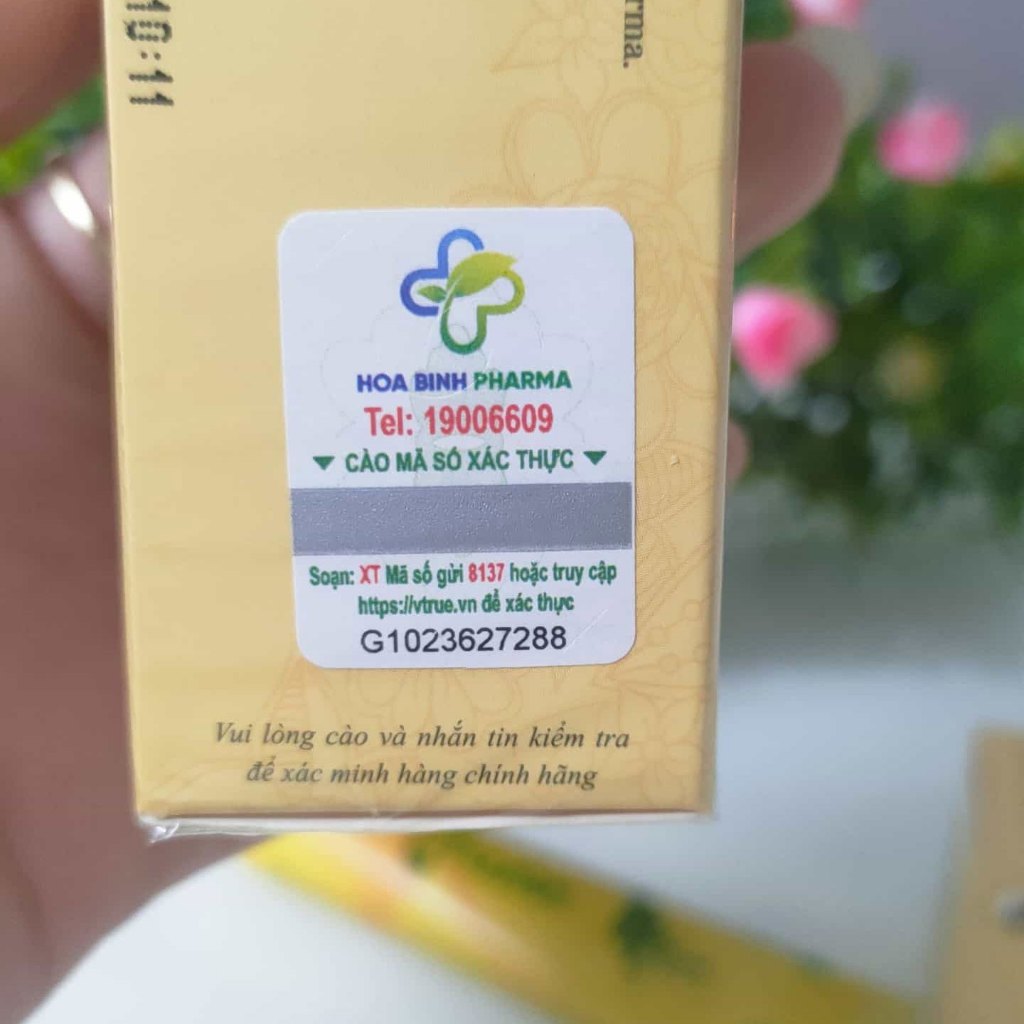 rma.
HOA BINH PHARMA
Tel: 19006609
CÀO MÃ SỐ XÁC THỰC
Soạn: XT Mã số gửi 8137 hoặc truy cập
https://vtrue.vn để xác thực
G1023627288
Vui lòng cào và nhắn tin kiểm tra
để xác minh hàng chính hãng